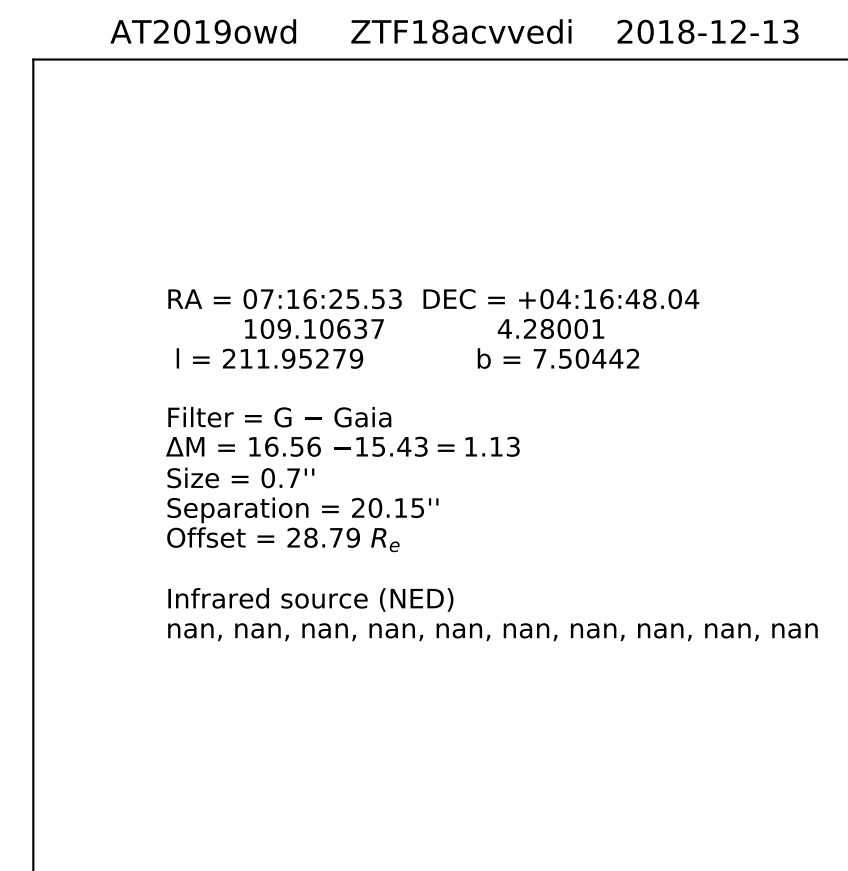 AT2019owd ZTF18acvvedi 2018-12-13
RA = 07:16:25.53 DEC = +04:16:48.04
109.10637 4.28001
l = 211.95279 b = 7.50442
Filter = G − Gaia
ΔM = 16.56 −15.43 = 1.13
Size = 0.7''
Separation = 20.15''
Offset = 28.79 Rₑ
Infrared source (NED)
nan, nan, nan, nan, nan, nan, nan, nan, nan, nan